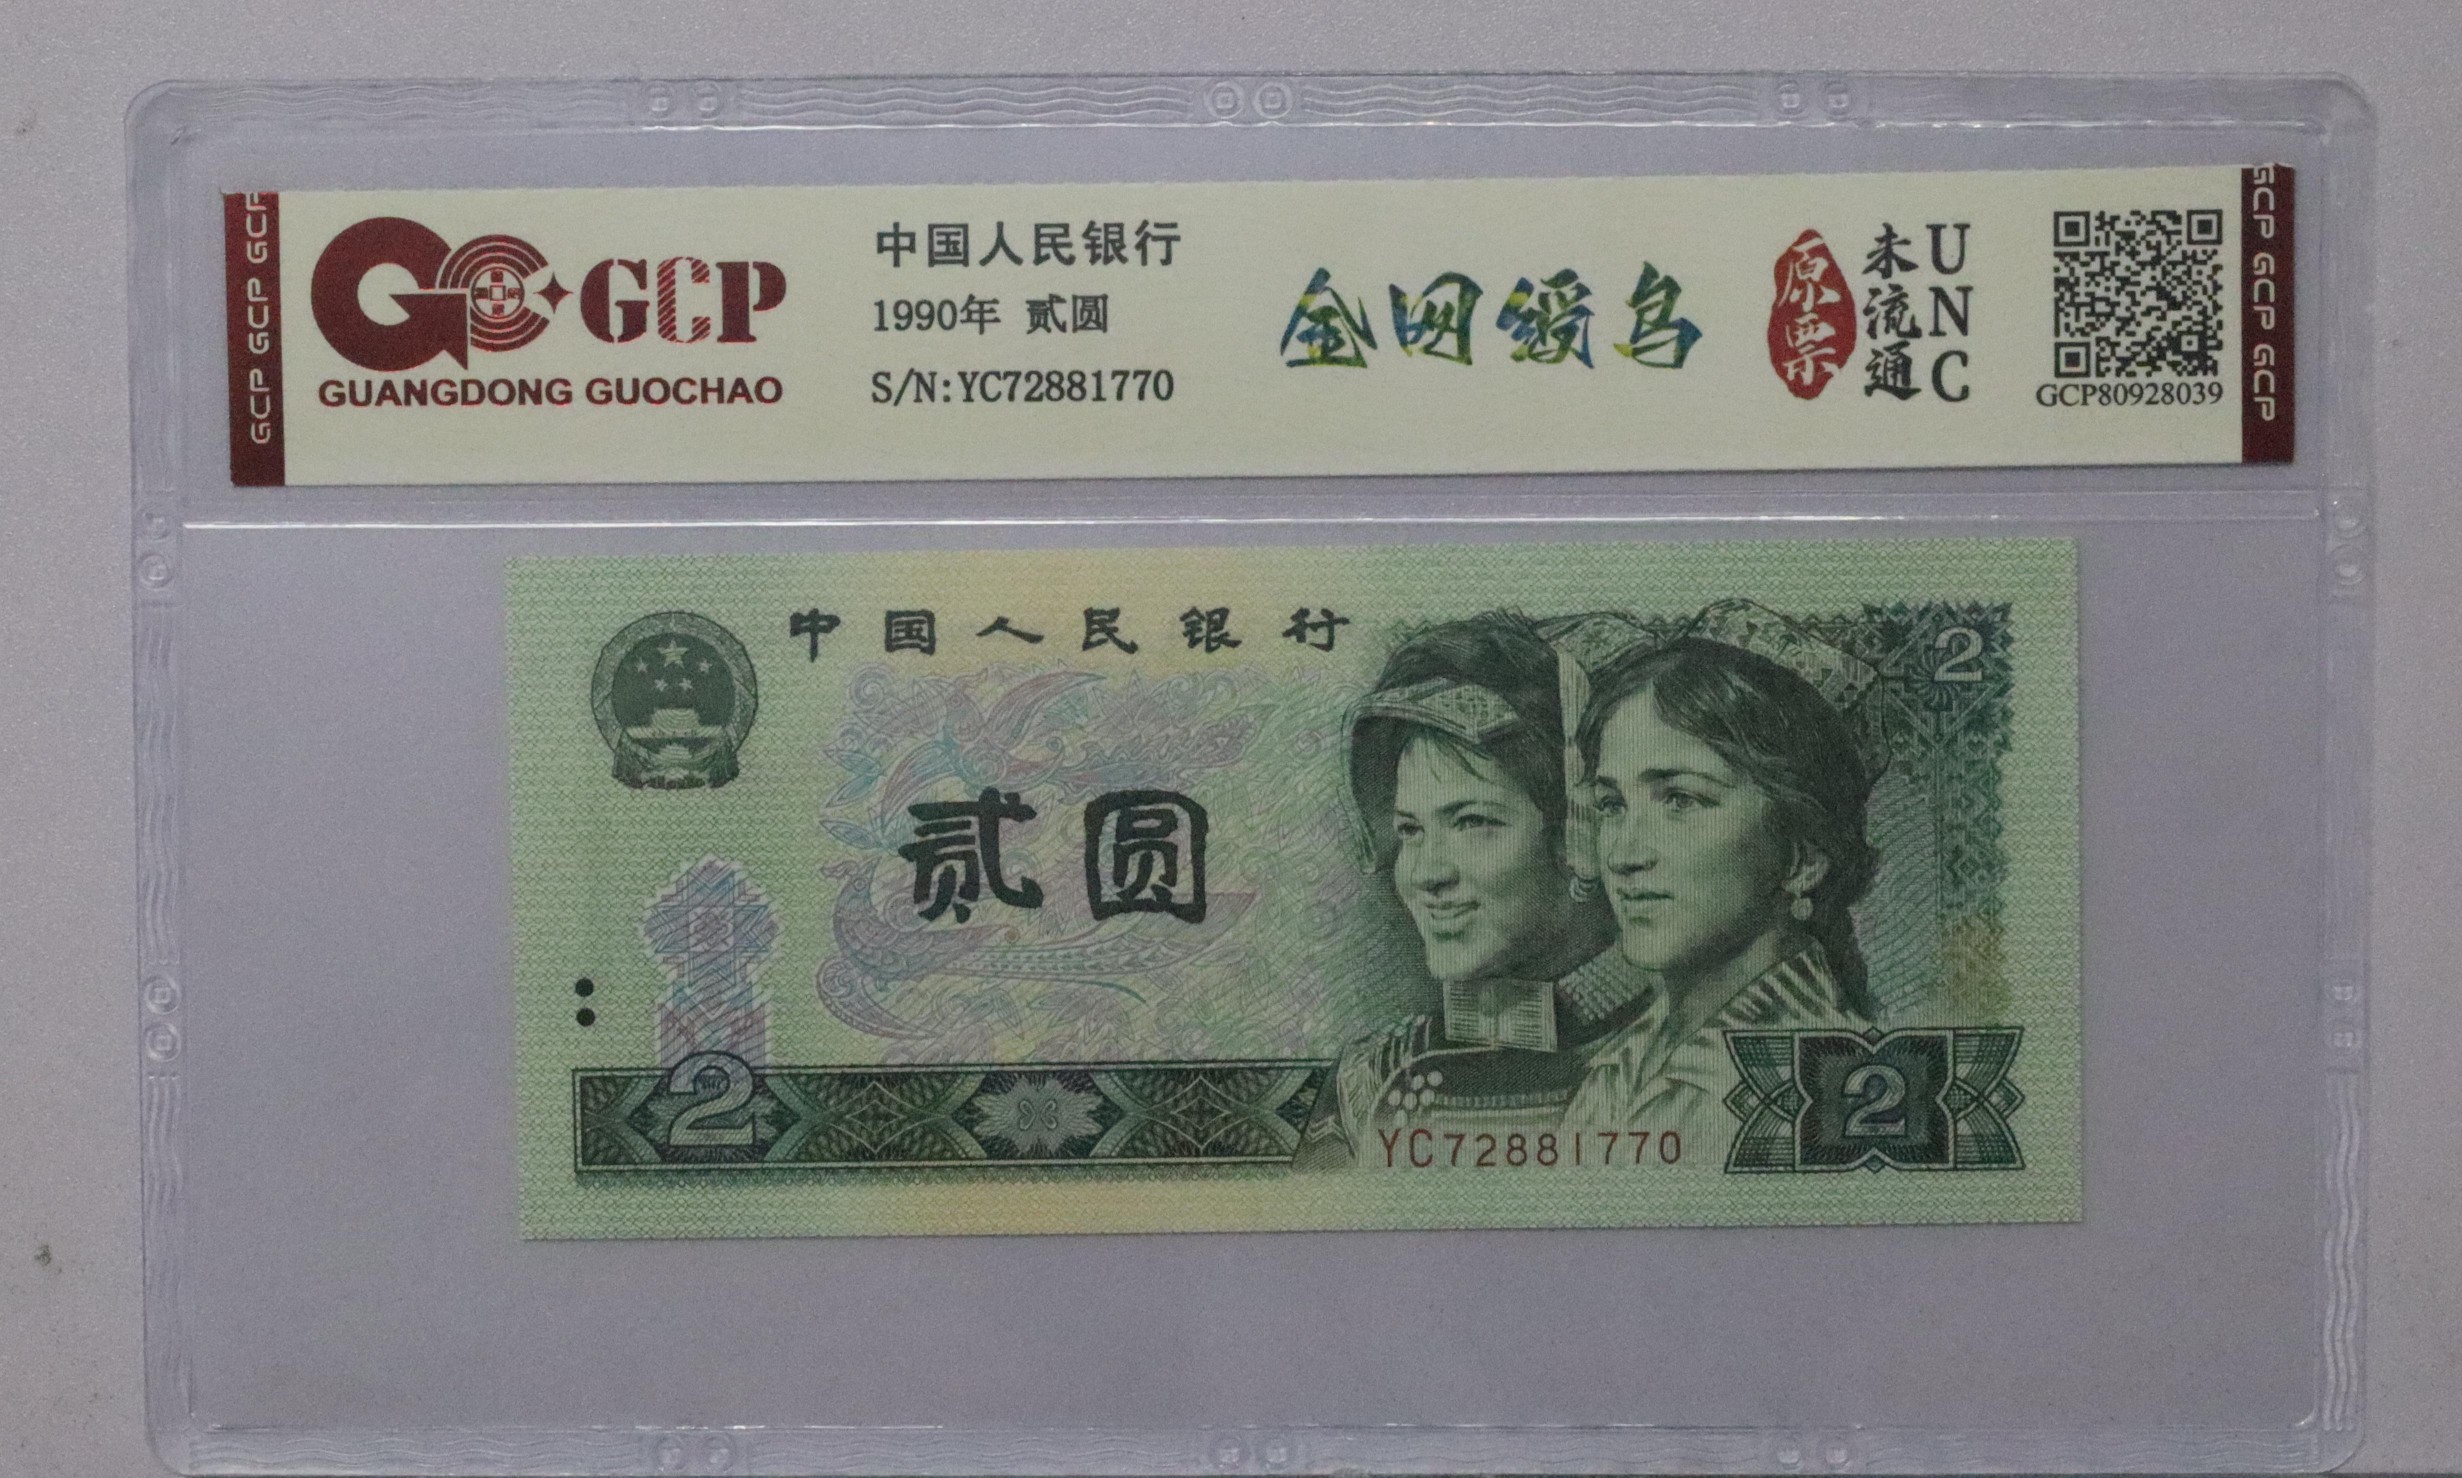 GCP GCP GCP
GCP
GUANGDONG GUOCHAO
中国人民银行
1990年 贰圆
S/N:YC72881770
金网绶鸟
原票
未流通
UNC
GCP80928039
GCP GCP GCP
中国人民银行
2
贰圆
2
2
YC72881770